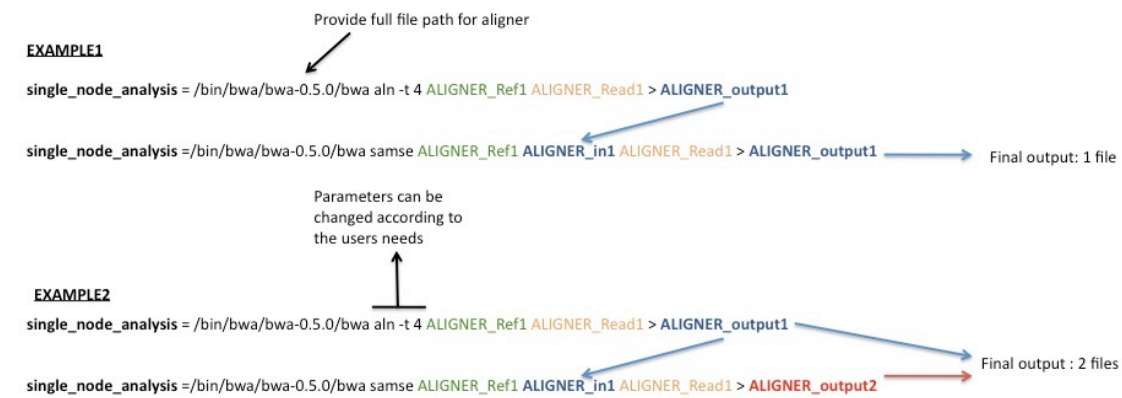 Provide full file path for aligner
EXAMPLE1
single_node_analysis = /bin/bwa/bwa-0.5.0/bwa aln -t 4 ALIGNER_Ref1 ALIGNER_Read1 > ALIGNER_output1
single_node_analysis =/bin/bwa/bwa-0.5.0/bwa samse ALIGNER_Ref1 ALIGNER_in1 ALIGNER_Read1 > ALIGNER_output1
Final output: 1 file
Parameters can be
changed according to
the users needs
EXAMPLE2
single_node_analysis = /bin/bwa/bwa-0.5.0/bwa aln -t 4 ALIGNER_Ref1 ALIGNER_Read1 > ALIGNER_output1
Final output : 2 files
single_node_analysis =/bin/bwa/bwa-0.5.0/bwa samse ALIGNER_Ref1 ALIGNER_in1 ALIGNER_Read1 > ALIGNER_output2